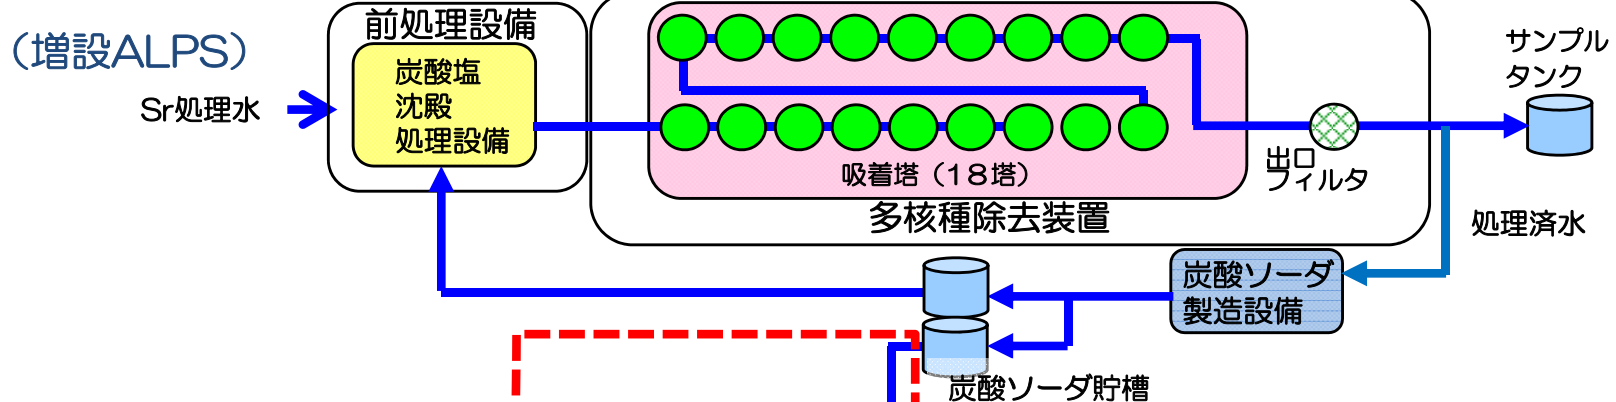 前処理設備
（増設ALPS）
炭酸塩
沈殿
処理設備
Sr処理水
吸着塔（１８塔）
多核種除去装置
出口
フィルタ
サンプル
タンク
処理済水
炭酸ソーダ
製造設備
炭酸ソーダ貯槽